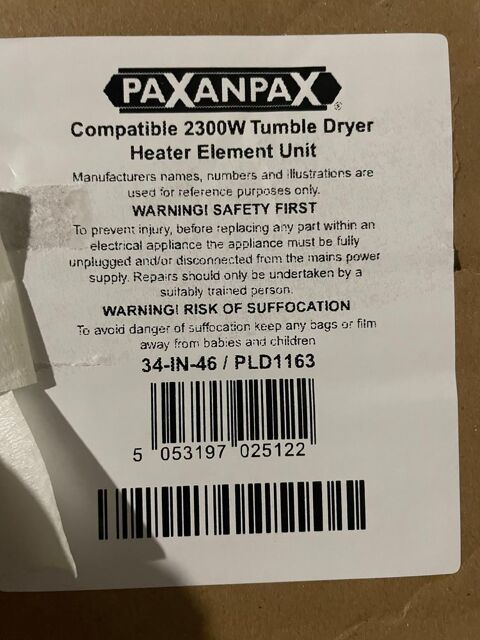 PAXANPAX®
Compatible 2300W Tumble Dryer
Heater Element Unit
Manufacturers names, numbers and illustrations are
used for reference purposes only.
WARNING! SAFETY FIRST
To prevent injury, before replacing any part within an
electrical appliance the appliance must be fully
unplugged and/or disconnected from the mains power
supply. Repairs should only be undertaken by a
suitably trained person.
WARNING! RISK OF SUFFOCATION
To avoid danger of suffocation keep any bags or film
away from babies and children
34-IN-46 / PLD1163
5 053197 025122